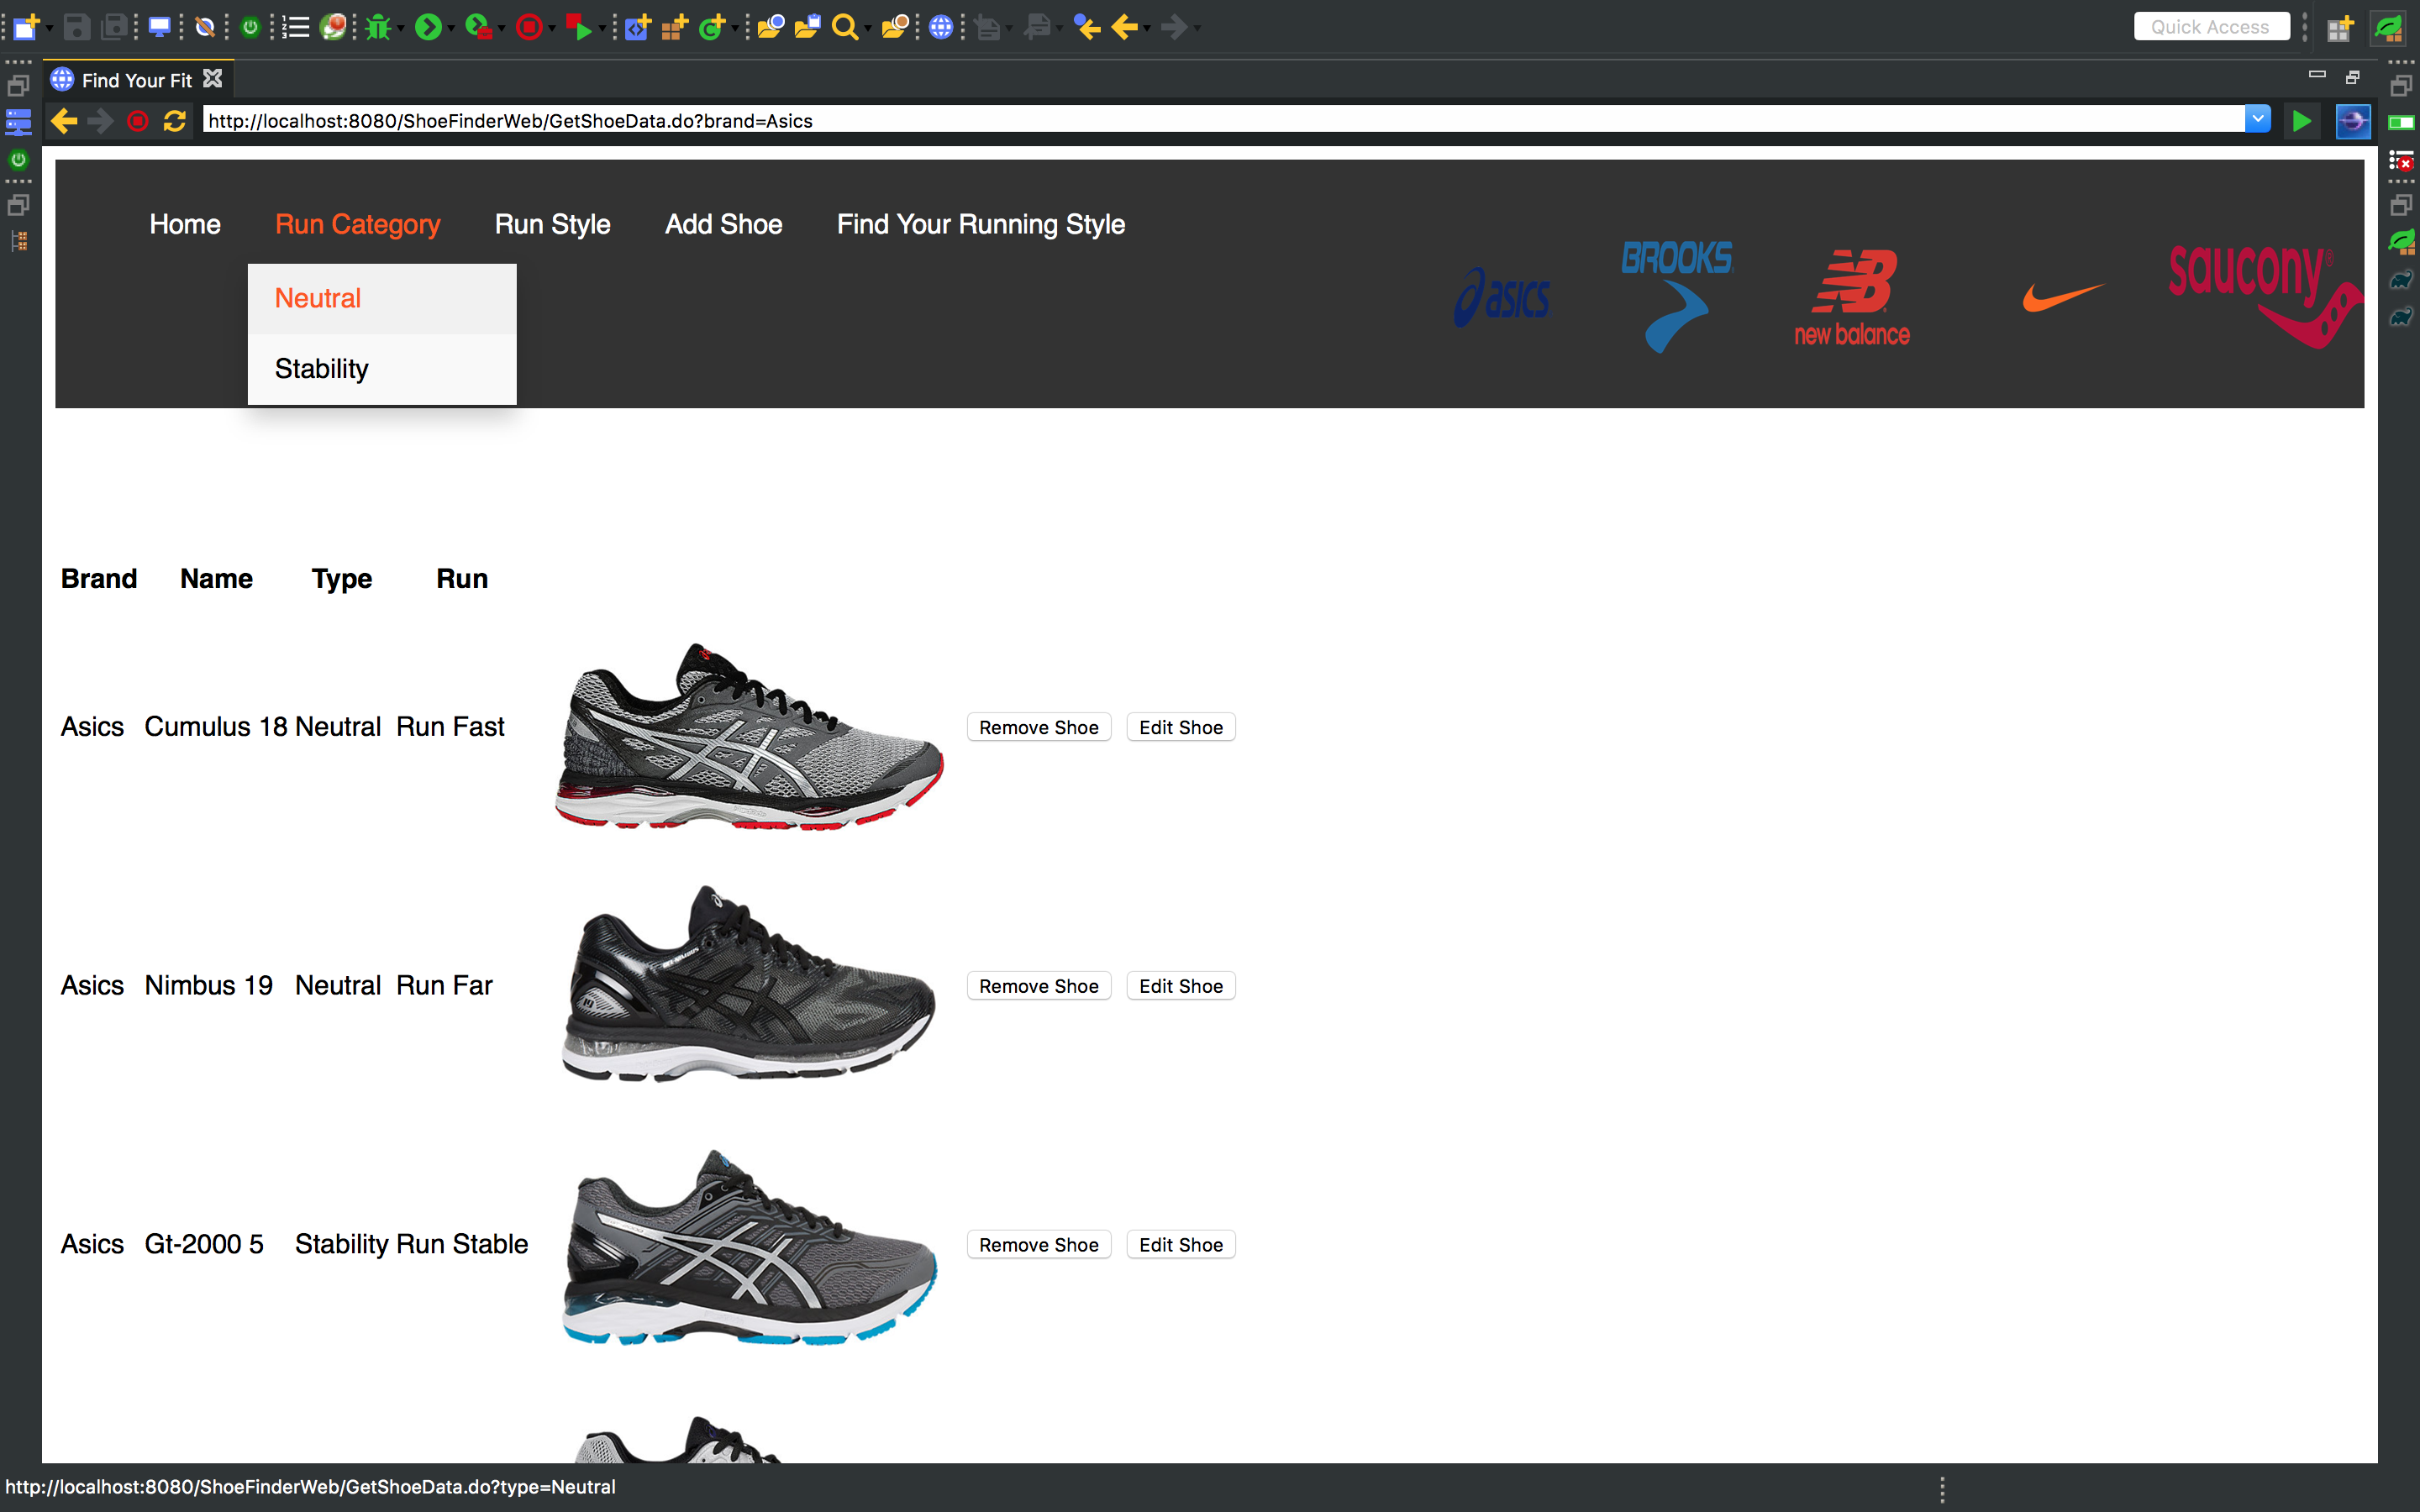 Quick Access
Find Your Fit
http://localhost:8080/ShoeFinderWeb/GetShoeData.do?brand=Asics
Home Run Category Run Style Add Shoe Find Your Running Style
Neutral
Stability
asics
BROOKS
new balance
saucony®
Brand Name Type Run
Asics Cumulus 18 Neutral Run Fast Remove Shoe Edit Shoe
Asics Nimbus 19 Neutral Run Far Remove Shoe Edit Shoe
Asics Gt-2000 5 Stability Run Stable Remove Shoe Edit Shoe
http://localhost:8080/ShoeFinderWeb/GetShoeData.do?type=Neutral